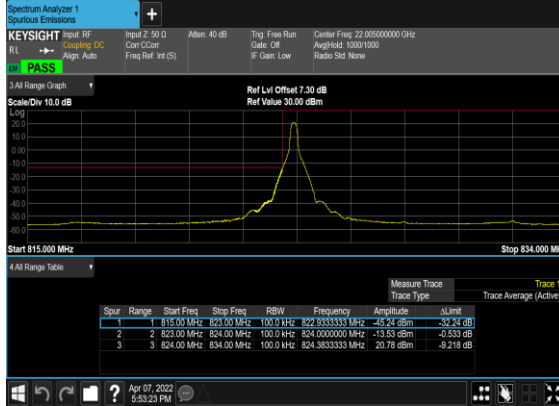 Spectrum Analyzer 1
Spurious Emissions
KEYSIGHT Input: RF Input Z: 50 Ω Atten: 40 dB Trig: Free Run Center Freq: 22.005000000 GHz
RL Coupling: DC Corr CCorr Gate: Off Avg|Hold: 1000/1000
Align: Auto Freq Ref: Int (S) IF Gain: Low Radio Std: None
PASS
3 All Range Graph
Ref Lvl Offset 7.30 dB
Scale/Div 10.0 dB Ref Value 30.00 dBm
Log
20.0
10.0
0.00
-10.0
-20.0
-30.0
-40.0
-50.0
-60.0
Start 815.000 MHz Stop 834.000 MH
4 All Range Table
Measure Trace Trace 1
Trace Type Trace Average (Active
Spur Range Start Freq Stop Freq RBW Frequency Amplitude ΔLimit
1 1 815.00 MHz 823.00 MHz 100.0 kHz 822.9333333 MHz -45.24 dBm -32.24 dB
2 2 823.00 MHz 824.00 MHz 100.0 kHz 824.0000000 MHz -13.53 dBm -0.533 dB
3 3 824.00 MHz 834.00 MHz 100.0 kHz 824.3833333 MHz 20.78 dBm -9.218 dB
Apr 07, 2022
5:53:23 PM